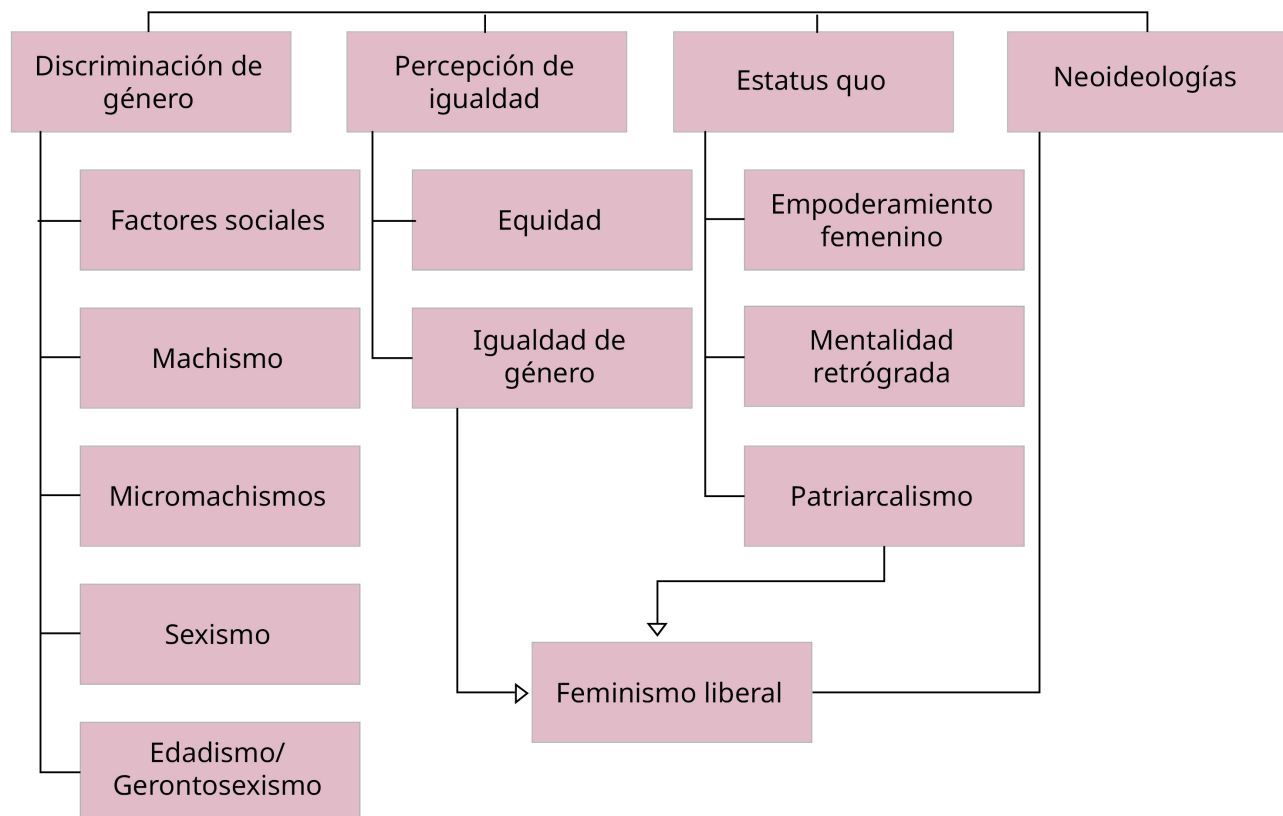 Discriminación de
género
Percepción de
igualdad
Estatus quo
Neoideologías
Factores sociales
Equidad
Empoderamiento
femenino
Machismo
Igualdad de
género
Mentalidad
retrógrada
Micromachismos
Patriarcalismo
Sexismo
Feminismo liberal
Edadismo/
Gerontosexismo